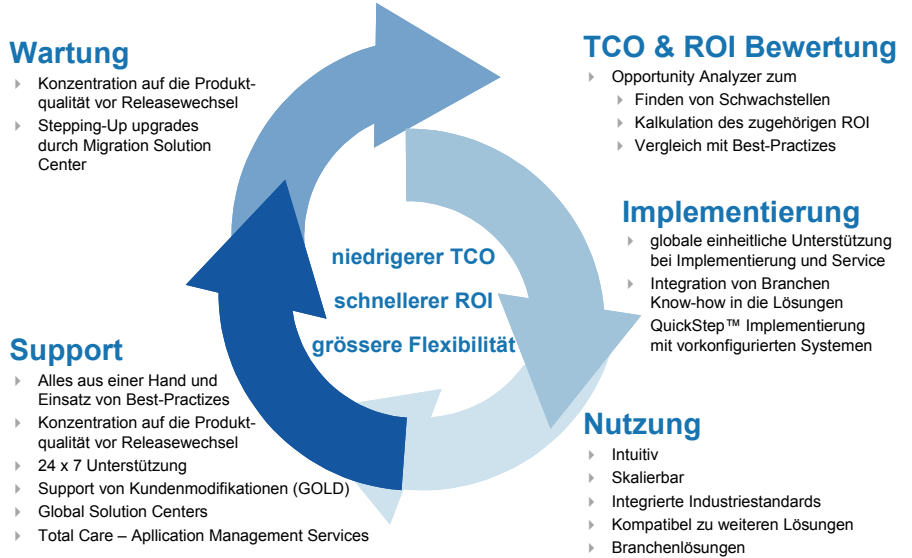 Wartung
Konzentration auf die Produkt-
qualität vor Releasewechsel
Stepping-Up upgrades
durch Migration Solution
Center
TCO & ROI Bewertung
Opportunity Analyzer zum
Finden von Schwachstellen
Kalkulation des zugehörigen ROI
Vergleich mit Best-Practizes
Implementierung
globale einheitliche Unterstützung
bei Implementierung und Service
Integration von Branchen
Know-how in die Lösungen
QuickStep™ Implementierung
mit vorkonfigurierten Systemen
niedrigerer TCO
schnellerer ROI
grössere Flexibilität
Support
Alles aus einer Hand und
Einsatz von Best-Practizes
Konzentration auf die Produkt-
qualität vor Releasewechsel
24 x 7 Unterstützung
Support von Kundenmodifikationen (GOLD)
Global Solution Centers
Total Care – Apllication Management Services
Nutzung
Intuitiv
Skalierbar
Integrierte Industriestandards
Kompatibel zu weiteren Lösungen
Branchenlösungen